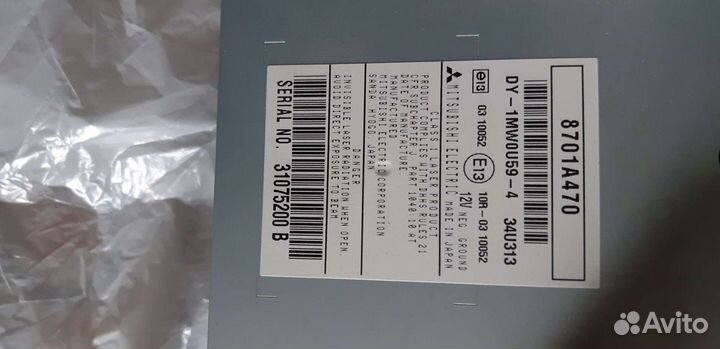 8701A470
DY-1MW0U59-4 34U313
e13 03 10052 E13 10R-03 10052
12V NEG. GROUND
MITSUBISHI ELECTRIC MADE IN JAPAN
CLASS 1 LASER PRODUCT
PRODUCT COMPLIES WITH DHHS RULES 21
CFR SUBCHAPTER J PART 1040.10 AT
DATE OF MANUFACTURE.
MANUFACTURED
MITSUBISHI ELECTRIC CORPORATION
SANDA HYOGO, JAPAN
DANGER
INVISIBLE LASER RADIATION WHEN OPEN.
AVOID DIRECT EXPOSURE TO BEAM
SERIAL NO. 31075200 B
Avito